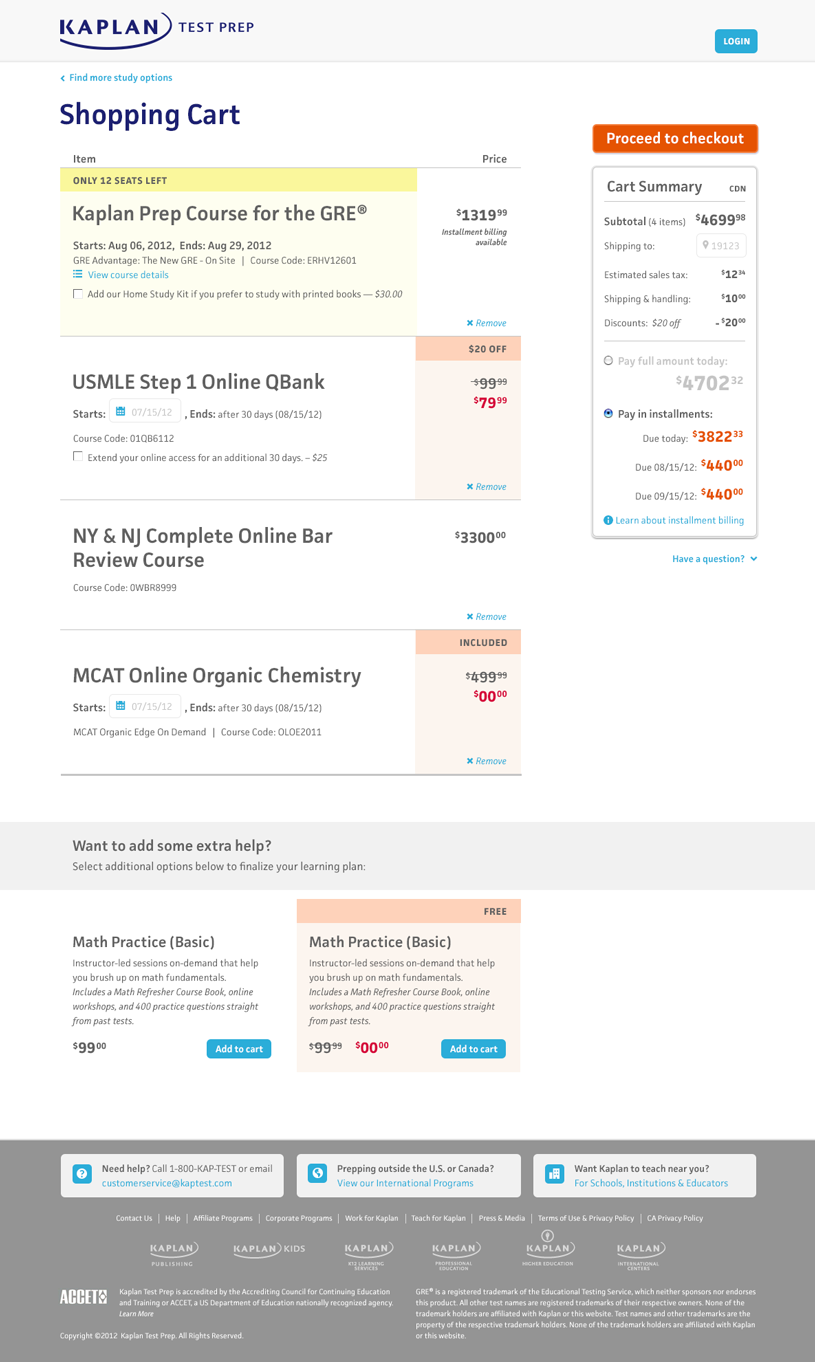 KAPLAN TEST PREP
LOGIN
Find more study options
Shopping Cart
Proceed to checkout
Item Price
ONLY 12 SEATS LEFT
Kaplan Prep Course for the GRE®
$1319 99
Installment billing
available
Starts: Aug 06, 2012, Ends: Aug 29, 2012
GRE Advantage: The New GRE - On Site | Course Code: ERHV12601
View course details
Add our Home Study Kit if you prefer to study with printed books — $30.00
Remove
$20 OFF
USMLE Step 1 Online QBank
$99 99
$79 99
Starts: 07/15/12 , Ends: after 30 days (08/15/12)
Course Code: 01QB6112
Extend your online access for an additional 30 days. – $25
Remove
NY & NJ Complete Online Bar
Review Course
$3300 00
Course Code: 0WBR8999
Remove
INCLUDED
MCAT Online Organic Chemistry
$499 99
$00 00
Starts: 07/15/12 , Ends: after 30 days (08/15/12)
MCAT Organic Edge On Demand | Course Code: OLOE2011
Remove
Cart Summary CDN
Subtotal (4 items) $4699 98
Shipping to: 19123
Estimated sales tax: $12 34
Shipping & handling: $10 00
Discounts: $20 off - $20 00
Pay full amount today:
$4702 32
Pay in installments:
Due today: $3822 33
Due 08/15/12: $440 00
Due 09/15/12: $440 00
Learn about installment billing
Have a question?
Want to add some extra help?
Select additional options below to finalize your learning plan:
Math Practice (Basic)
Instructor-led sessions on-demand that help
you brush up on math fundamentals.
Includes a Math Refresher Course Book, online
workshops, and 400 practice questions straight
from past tests.
$99 00 Add to cart
FREE
Math Practice (Basic)
Instructor-led sessions on-demand that help
you brush up on math fundamentals.
Includes a Math Refresher Course Book, online
workshops, and 400 practice questions straight
from past tests.
$99 99 $00 00 Add to cart
Need help? Call 1-800-KAP-TEST or email
customerservice@kaptest.com
Prepping outside the U.S. or Canada?
View our International Programs
Want Kaplan to teach near you?
For Schools, Institutions & Educators
Contact Us | Help | Affiliate Programs | Corporate Programs | Work for Kaplan | Teach for Kaplan | Press & Media | Terms of Use & Privacy Policy | CA Privacy Policy
KAPLAN PUBLISHING
KAPLAN KIDS
KAPLAN K12 LEARNING SERVICES
KAPLAN PROFESSIONAL EDUCATION
KAPLAN HIGHER EDUCATION
KAPLAN INTERNATIONAL CENTERS
ACCET
Kaplan Test Prep is accredited by the Accrediting Council for Continuing Education
and Training or ACCET, a US Department of Education nationally recognized agency.
Learn More
Copyright ©2012 Kaplan Test Prep. All Rights Reserved.
GRE® is a registered trademark of the Educational Testing Service, which neither sponsors nor endorses
this product. All other test names are registered trademarks of their respective owners. None of the
trademark holders are affiliated with Kaplan or this website. Test names and other trademarks are the
property of the respective trademark holders. None of the trademark holders are affiliated with Kaplan
or this website.